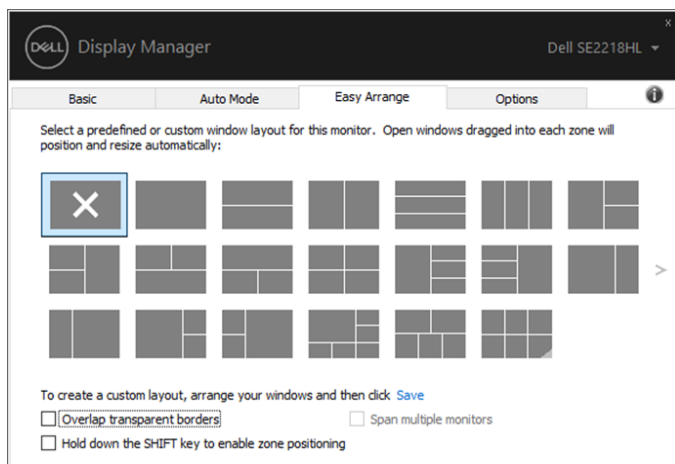 x
DELL Display Manager Dell SE2218HL
Basic Auto Mode Easy Arrange Options
Select a predefined or custom window layout for this monitor. Open windows dragged into each zone will
position and resize automatically:
To create a custom layout, arrange your windows and then click Save
Overlap transparent borders Span multiple monitors
Hold down the SHIFT key to enable zone positioning